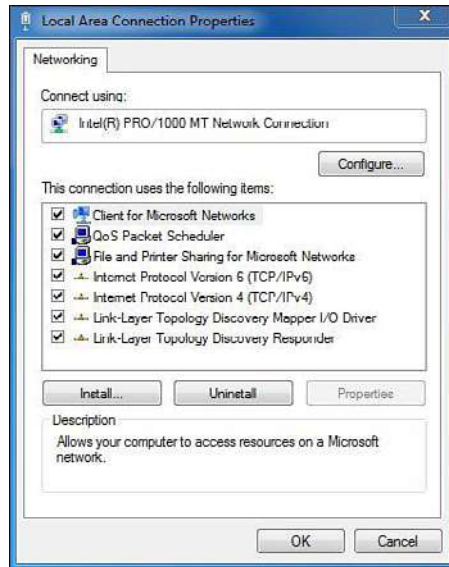 Local Area Connection Properties
X
Networking
Connect using:
Intel(R) PRO/1000 MT Network Connection
Configure...
This connection uses the following items:
Client for Microsoft Networks
QoS Packet Scheduler
File and Printer Sharing for Microsoft Networks
Internet Protocol Version 6 (TCP/IPv6)
Internet Protocol Version 4 (TCP/IPv4)
Link-Layer Topology Discovery Mapper I/O Driver
Link-Layer Topology Discovery Responder
Install... Uninstall Properties
Description
Allows your computer to access resources on a Microsoft
network.
OK Cancel